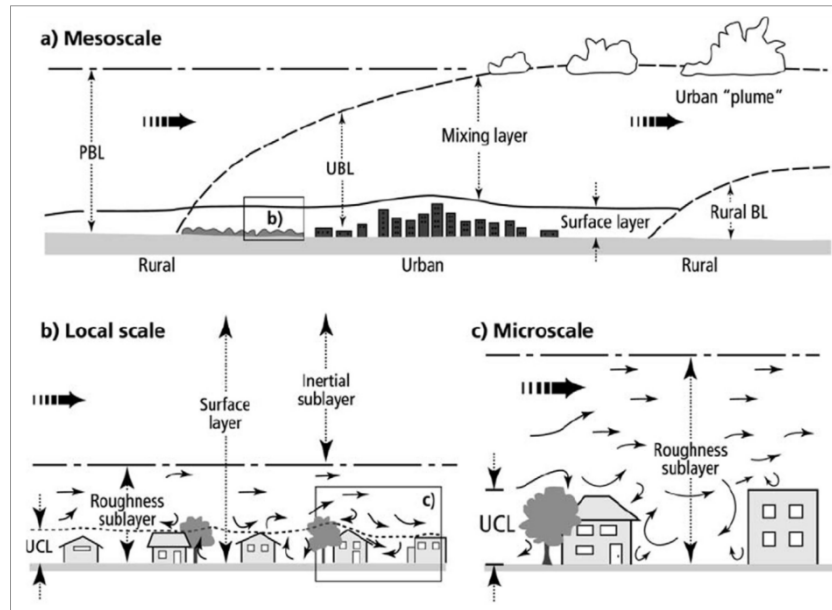 a) Mesoscale
Urban “plume”
PBL
Mixing layer
UBL
b)
Surface layer
Rural BL
Rural
Urban
Rural
b) Local scale
Surface
layer
Inertial
sublayer
Roughness
sublayer
c)
UCL
c) Microscale
Roughness
sublayer
UCL